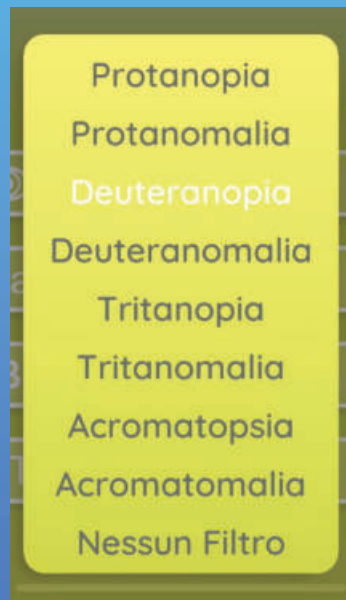 Protanopia
Protanomalia
Deuteranopia
Deuteranomalia
Tritanopia
Tritanomalia
Acromatopsia
Acromatomalia
Nessun Filtro